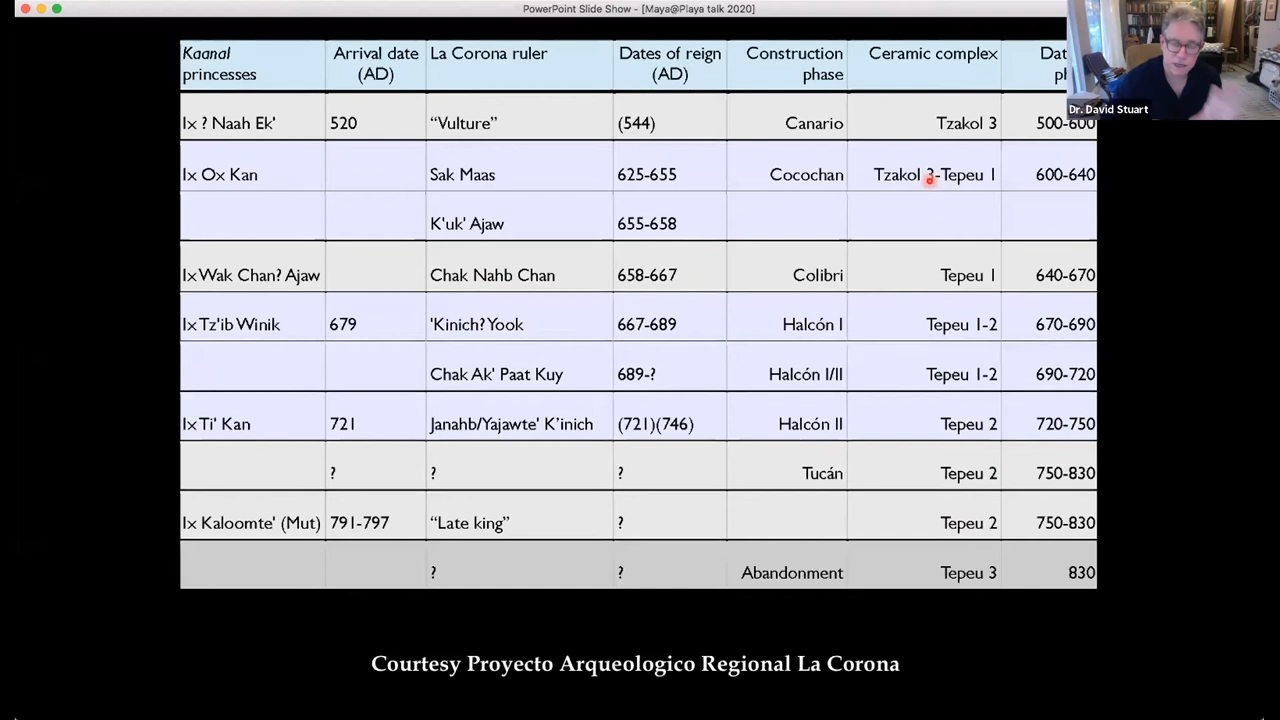 PowerPoint Slide Show - [Maya@Playa talk 2020]
Kaanal princesses Arrival date (AD) La Corona ruler Dates of reign (AD) Construction phase Ceramic complex
Dr. David Stuart
Ix ? Naah Ek' 520 “Vulture” (544) Canario Tzakol 3 500-600
Ix Ox Kan Sak Maas 625-655 Cocochan Tzakol 3-Tepeu 1 600-640
K'uk' Ajaw 655-658
Ix Wak Chan? Ajaw Chak Nahb Chan 658-667 Colibri Tepeu 1 640-670
Ix Tz'ib Winik 679 'Kinich? Yook 667-689 Halcón I Tepeu 1-2 670-690
Chak Ak' Paat Kuy 689-? Halcón I/II Tepeu 1-2 690-720
Ix Ti' Kan 721 Janahb/Yajawte' K’inich (721)(746) Halcón II Tepeu 2 720-750
? ? ? Tucán Tepeu 2 750-830
Ix Kaloomte' (Mut) 791-797 “Late king” ? Tepeu 2 750-830
? ? Abandonment Tepeu 3 830
Courtesy Proyecto Arqueologico Regional La Corona